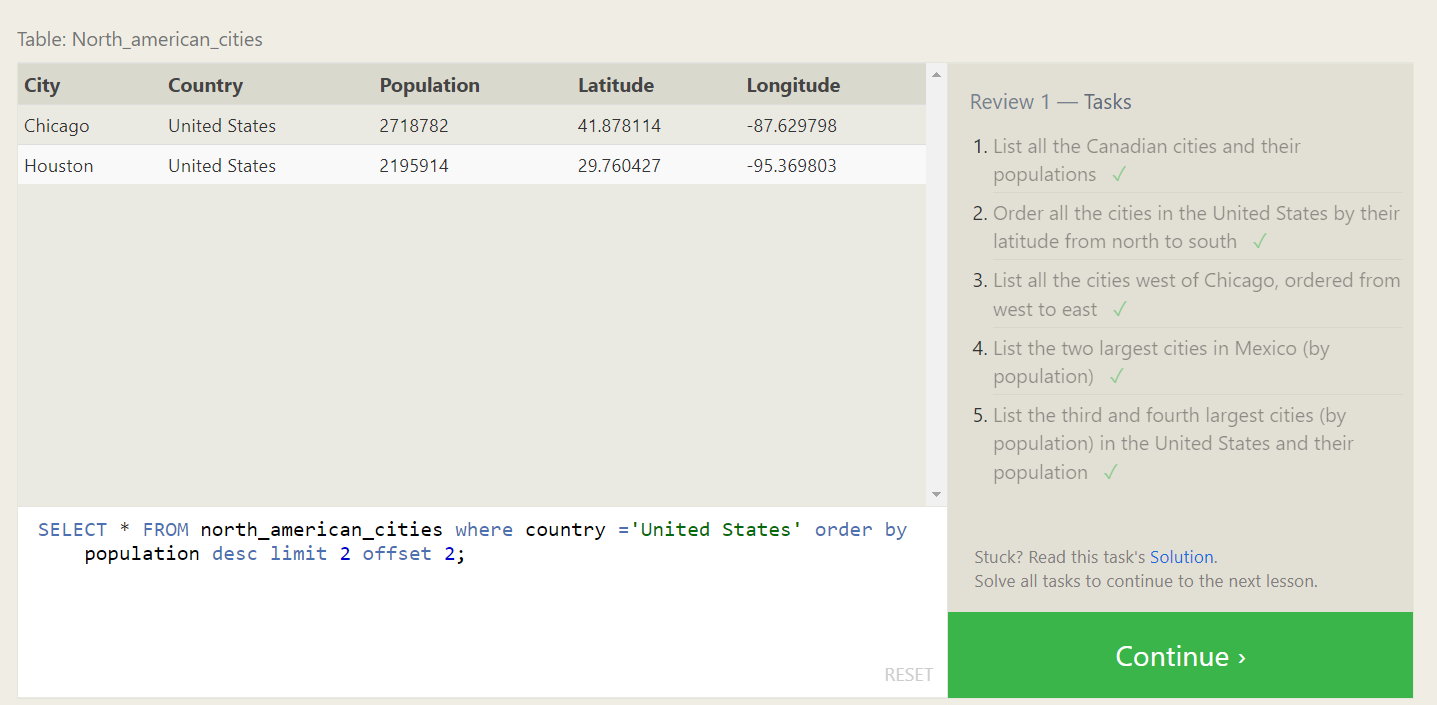 Table: North_american_cities
City Country Population Latitude Longitude
Chicago United States 2718782 41.878114 -87.629798
Houston United States 2195914 29.760427 -95.369803
SELECT * FROM north_american_cities where country ='United States' order by
population desc limit 2 offset 2;
RESET
Review 1 — Tasks
1. List all the Canadian cities and their
populations ✓
2. Order all the cities in the United States by their
latitude from north to south ✓
3. List all the cities west of Chicago, ordered from
west to east ✓
4. List the two largest cities in Mexico (by
population) ✓
5. List the third and fourth largest cities (by
population) in the United States and their
population ✓
Stuck? Read this task's Solution.
Solve all tasks to continue to the next lesson.
Continue ›